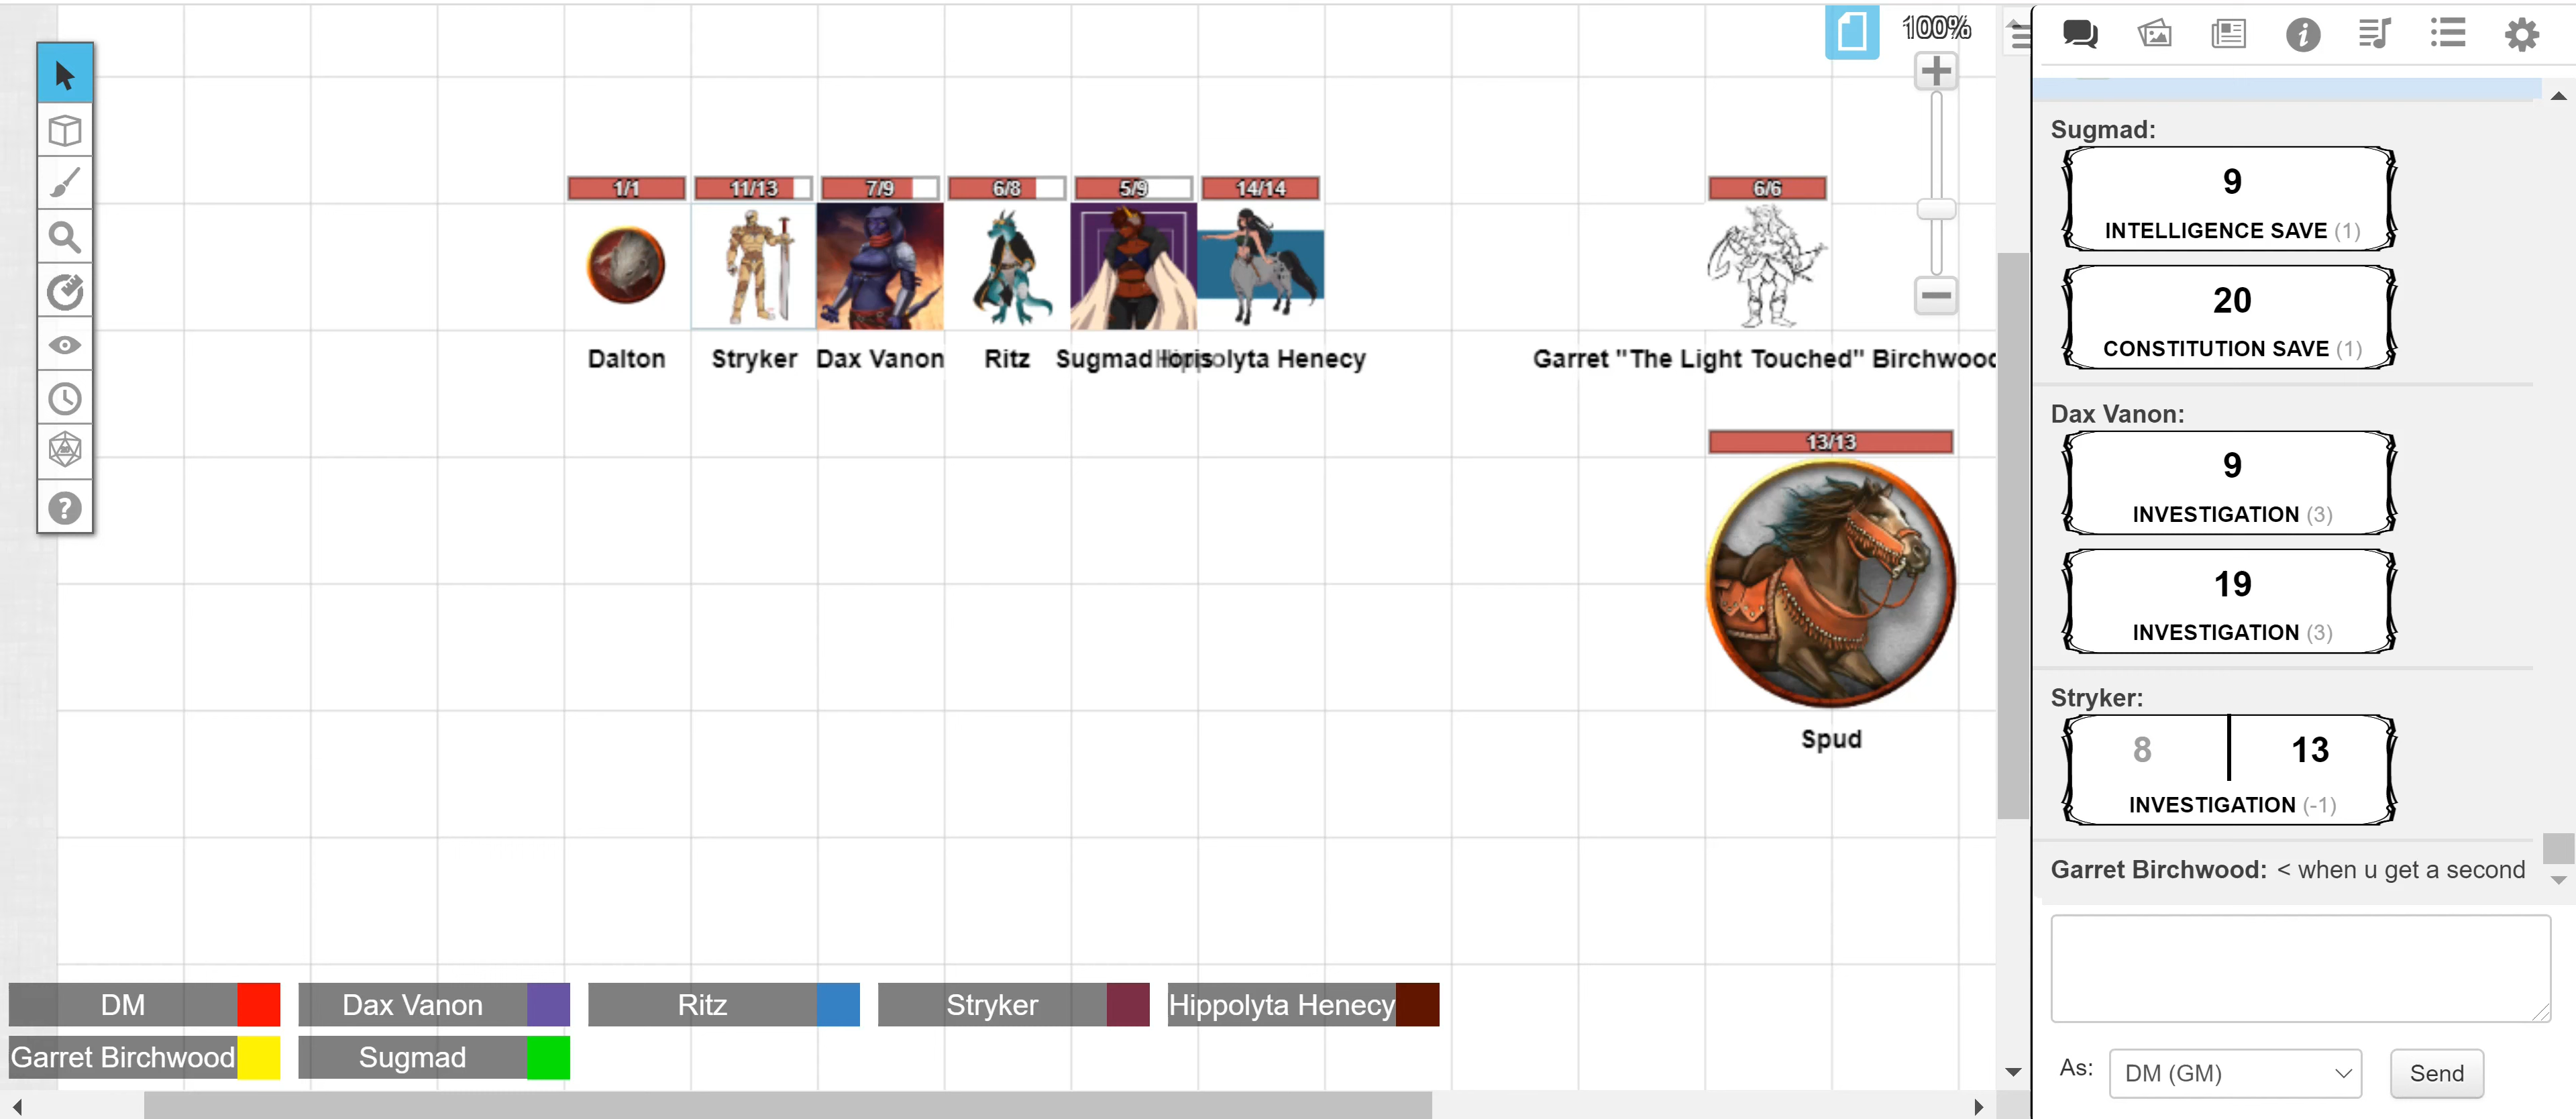 100%
1/1 11/13 7/9 6/8 5/9 14/14 6/6
Dalton Stryker Dax Vanon Ritz Sugmad Ioris Hippolyta Henecy Garret "The Light Touched" Birchwood
13/13
Spud
DM Dax Vanon Ritz Stryker Hippolyta Henecy
Garret Birchwood Sugmad
Sugmad:
9
INTELLIGENCE SAVE (1)
20
CONSTITUTION SAVE (1)
Dax Vanon:
9
INVESTIGATION (3)
19
INVESTIGATION (3)
Stryker:
8 13
INVESTIGATION (-1)
Garret Birchwood: < when u get a second
As: DM (GM) Send